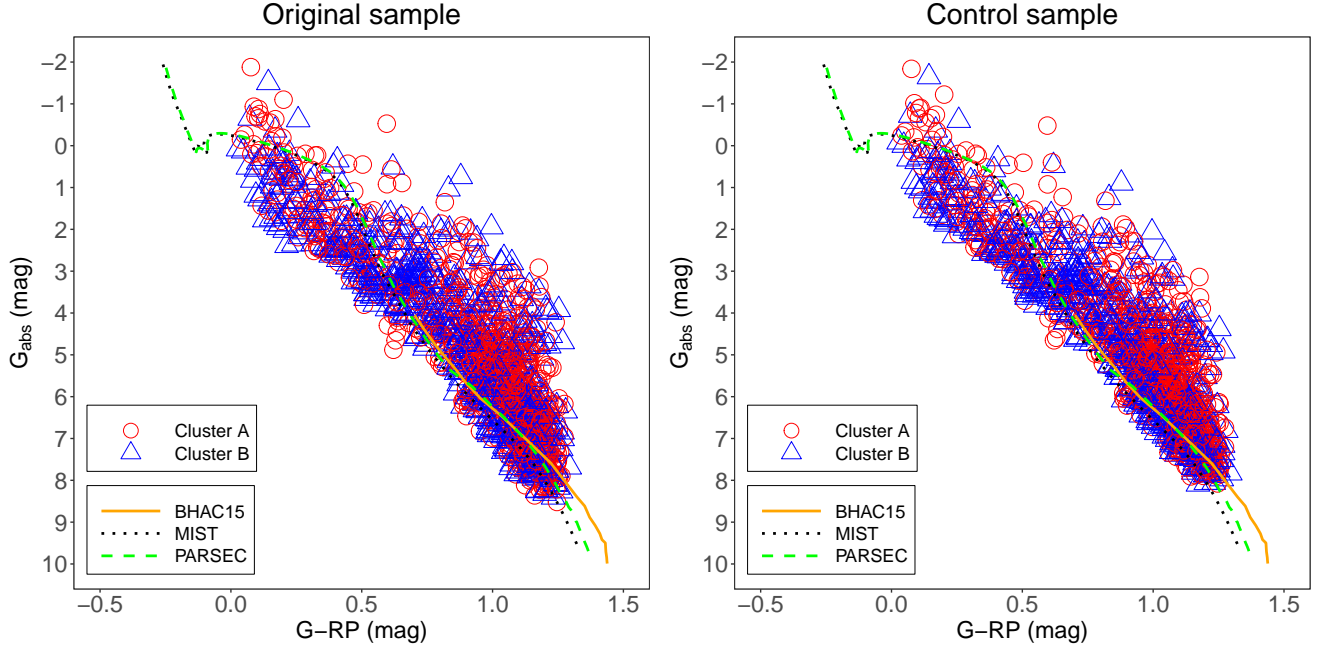 Original sample
−2
−1
0
1
2
3
4
5
6
7
8
9
10
G_abs (mag)
Cluster A
Cluster B
BHAC15
MIST
PARSEC
−0.5 0.0 0.5 1.0 1.5
G−RP (mag)
Control sample
−2
−1
0
1
2
3
4
5
6
7
8
9
10
G_abs (mag)
Cluster A
Cluster B
BHAC15
MIST
PARSEC
−0.5 0.0 0.5 1.0 1.5
G−RP (mag)